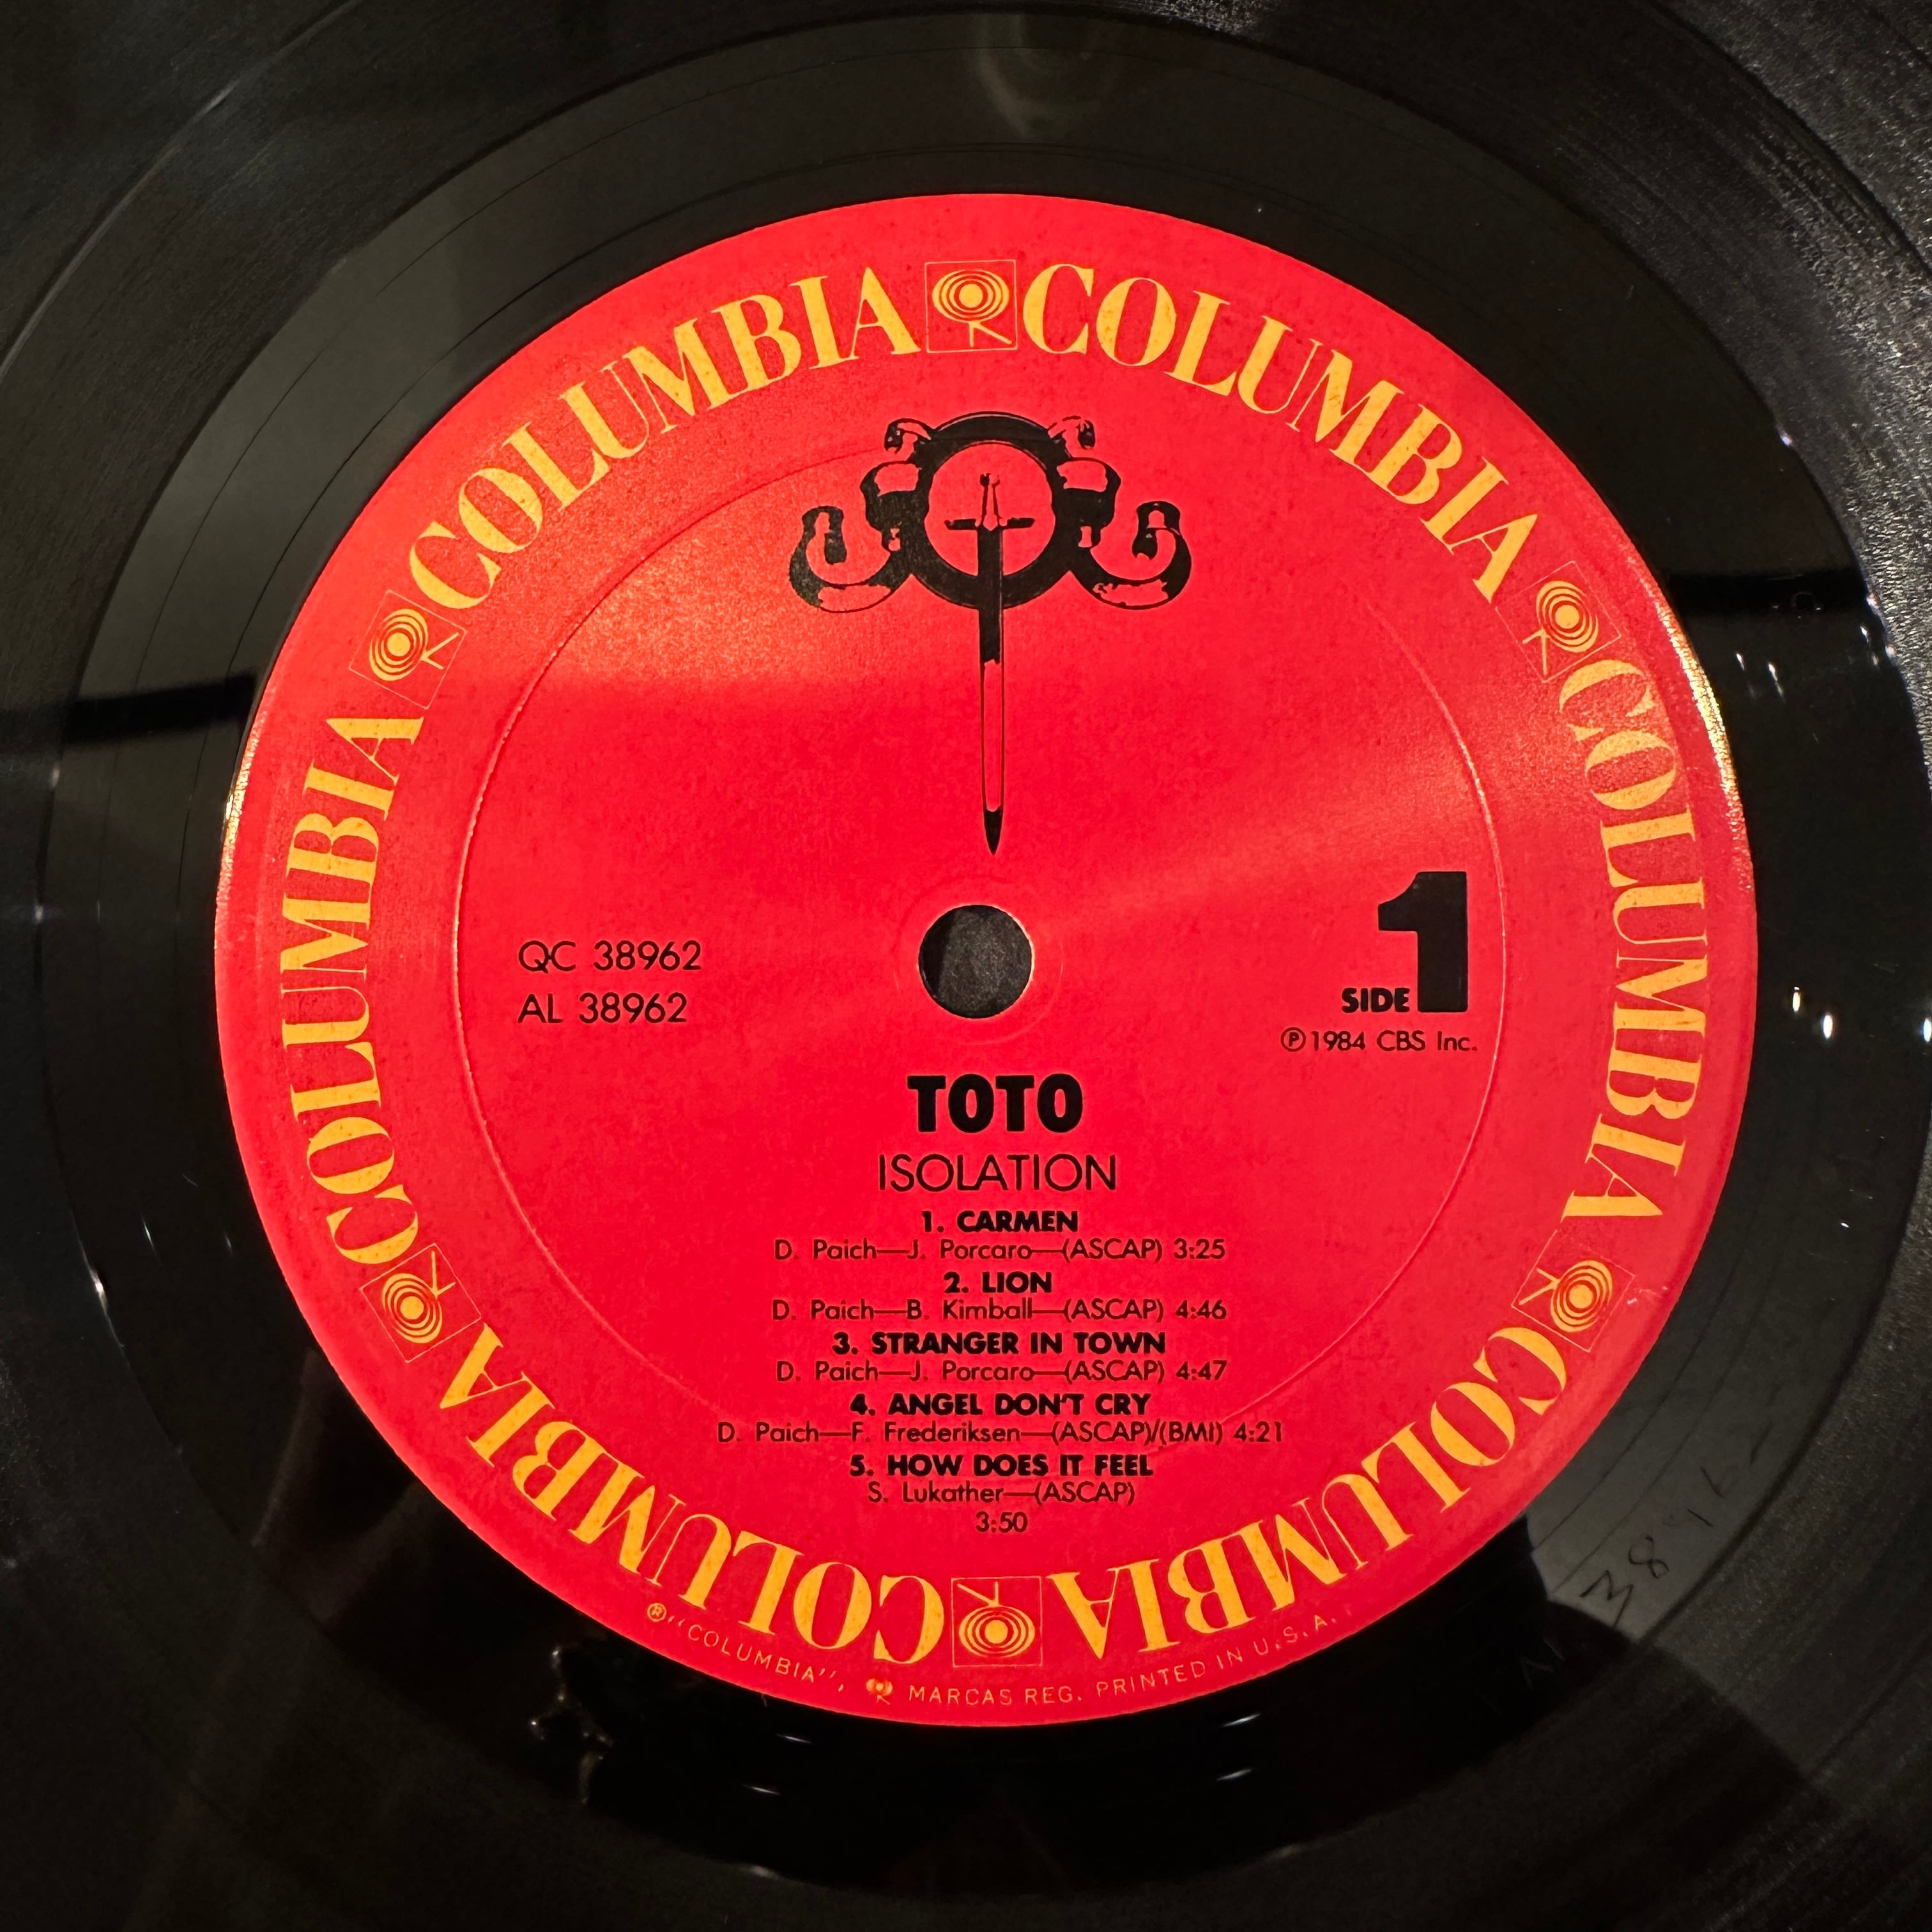 COLUMBIA COLUMBIA COLUMBIA COLUMBIA COLUMBIA COLUMBIA
QC 38962
AL 38962
SIDE 1
Ⓟ1984 CBS Inc.
TOTO
ISOLATION
1. CARMEN
D. Paich—J. Porcaro—(ASCAP) 3:25
2. LION
D. Paich—B. Kimball—(ASCAP) 4:46
3. STRANGER IN TOWN
D. Paich—J. Porcaro—(ASCAP) 4:47
4. ANGEL DON'T CRY
D. Paich—F. Frederiksen—(ASCAP)/(BMI) 4:21
5. HOW DOES IT FEEL
S. Lukather—(ASCAP)
3:50
®"COLUMBIA", MARCAS REG. PRINTED IN U.S.A.